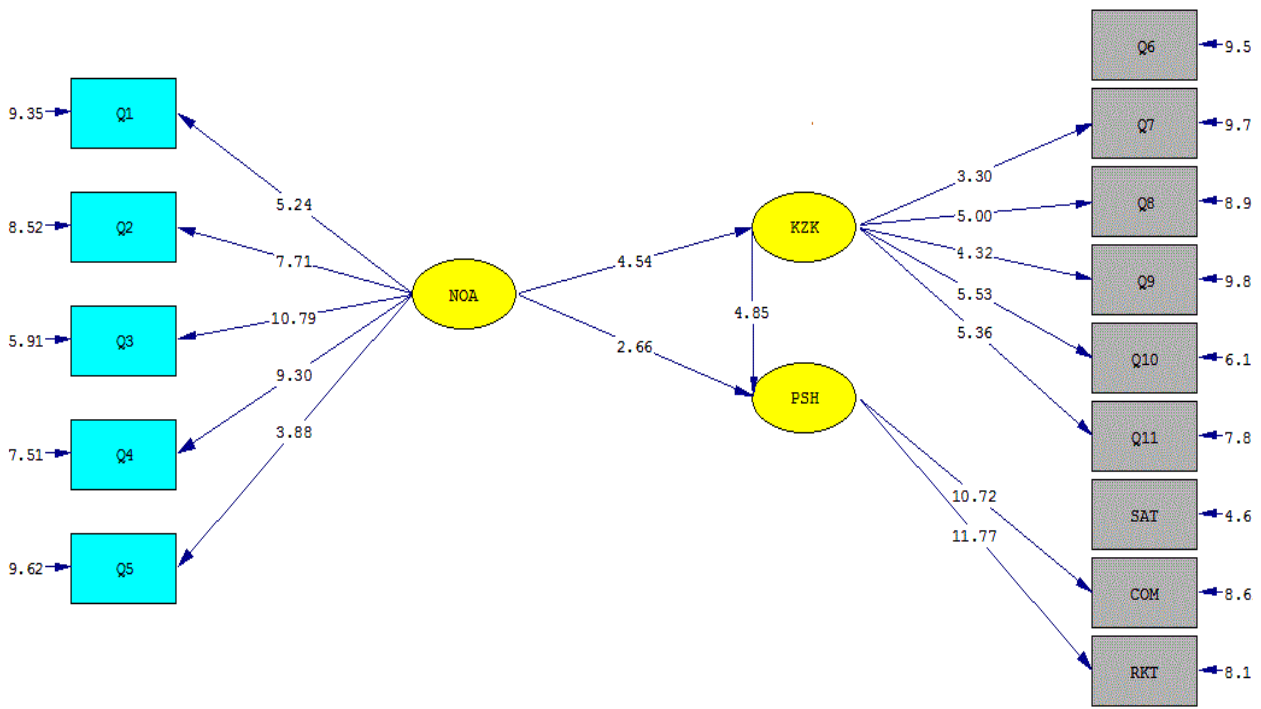 9.35 Q1
8.52 Q2
5.91 Q3
7.51 Q4
9.62 Q5
5.24
7.71
10.79
9.30
3.88
NOA
4.54
2.66
KZK
4.85
PSH
3.30
5.00
4.32
5.53
5.36
10.72
11.77
Q6 9.5
Q7 9.7
Q8 8.9
Q9 9.8
Q10 6.1
Q11 7.8
SAT 4.6
COM 8.6
RKT 8.1